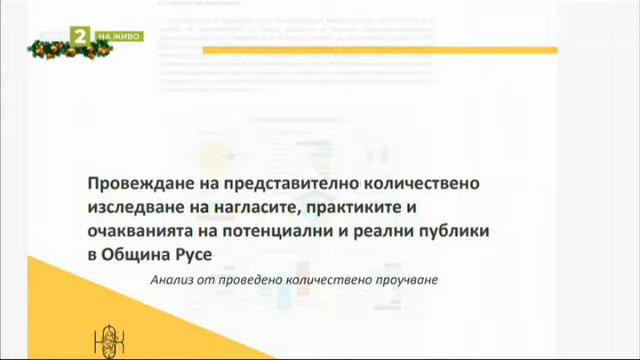 2 НА ЖИВО
Провеждане на представително количествено
изследване на нагласите, практиките и
очакванията на потенциални и реални публики
в Община Русе
Анализ от проведено количествено проучване